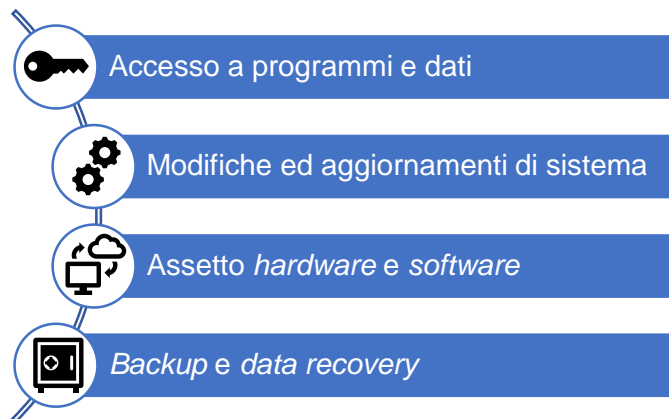 Accesso a programmi e dati
Modifiche ed aggiornamenti di sistema
Assetto hardware e software
Backup e data recovery